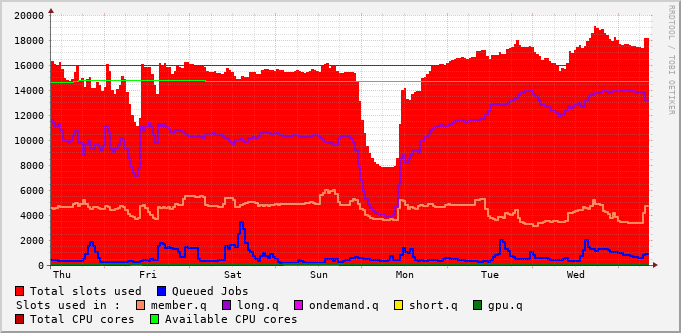 20000
18000
16000
14000
12000
10000
8000
6000
4000
2000
0
Thu Fri Sat Sun Mon Tue Wed
RRDTOOL / TOBI OETIKER
Total slots used Queued Jobs
Slots used in : member.q long.q ondemand.q short.q gpu.q
Total CPU cores Available CPU cores